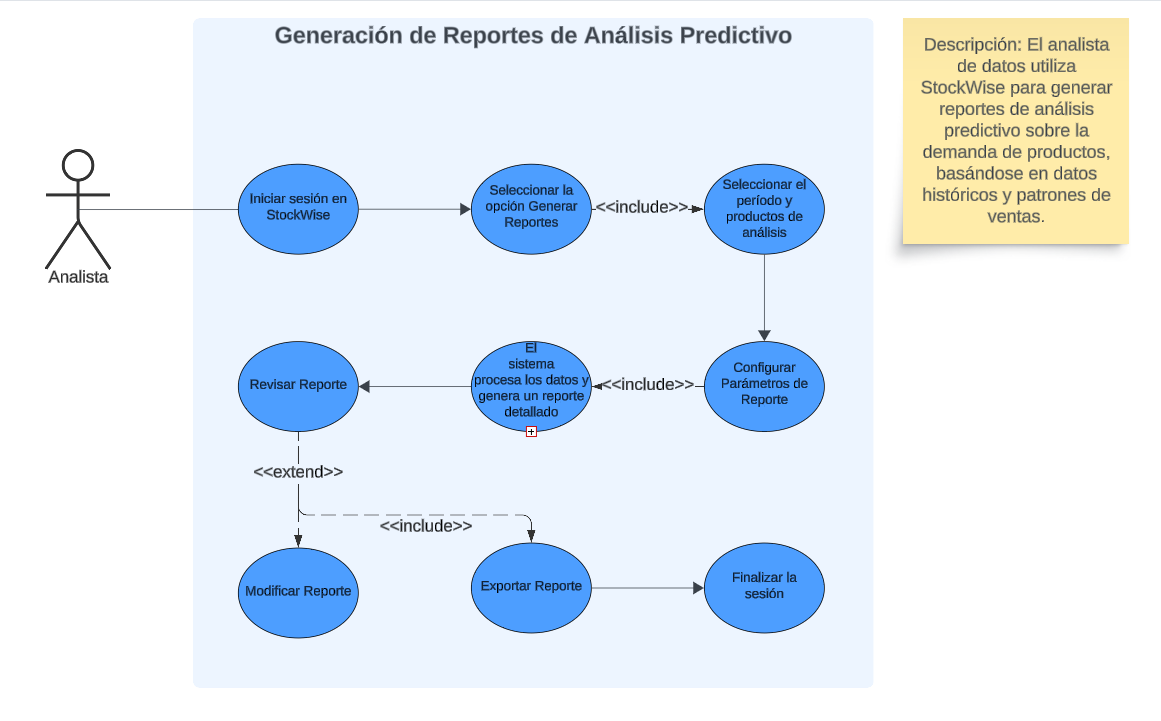 Generación de Reportes de Análisis Predictivo
Descripción: El analista
de datos utiliza
StockWise para generar
reportes de análisis
predictivo sobre la
demanda de productos,
basándose en datos
históricos y patrones de
ventas.
Analista
Iniciar sesión en
StockWise
Seleccionar la
opción Generar
Reportes
<<include>>
Seleccionar el
período y
productos de
análisis
Revisar Reporte
El
sistema
procesa los datos y
genera un reporte
detallado
<<include>>
Configurar
Parámetros de
Reporte
<<extend>>
<<include>>
Modificar Reporte
Exportar Reporte
Finalizar la
sesión